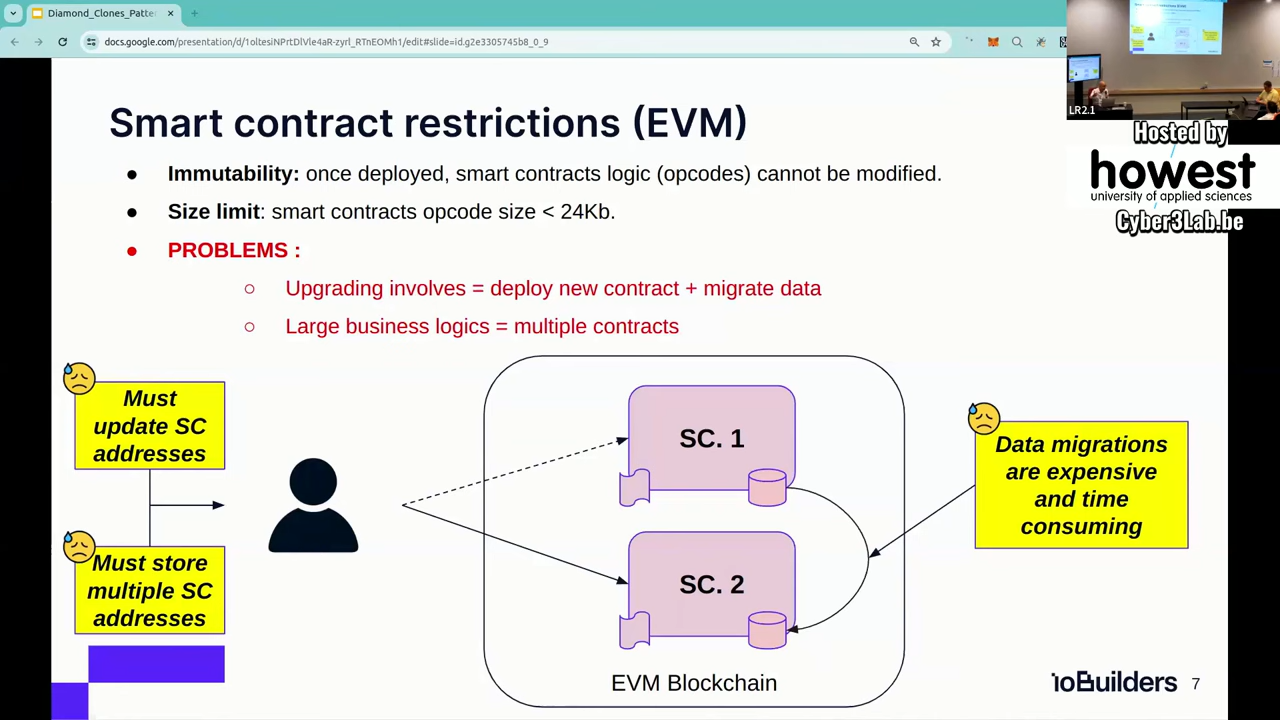 Diamond_Clones_Patte
docs.google.com/presentation/d/1oltesiNPrtDlVle4aR-zyrl_RTnEOMh1/edit#slide=id.g2e3305745b8_0_9
LR2.1
Hosted by
howest
university of applied sciences
Cyber3Lab.be
Smart contract restrictions (EVM)
● Immutability: once deployed, smart contracts logic (opcodes) cannot be modified.
● Size limit: smart contracts opcode size < 24Kb.
● PROBLEMS :
○ Upgrading involves = deploy new contract + migrate data
○ Large business logics = multiple contracts
Must
update SC
addresses
Must store
multiple SC
addresses
SC. 1
SC. 2
EVM Blockchain
Data migrations
are expensive
and time
consuming
ioBuilders 7